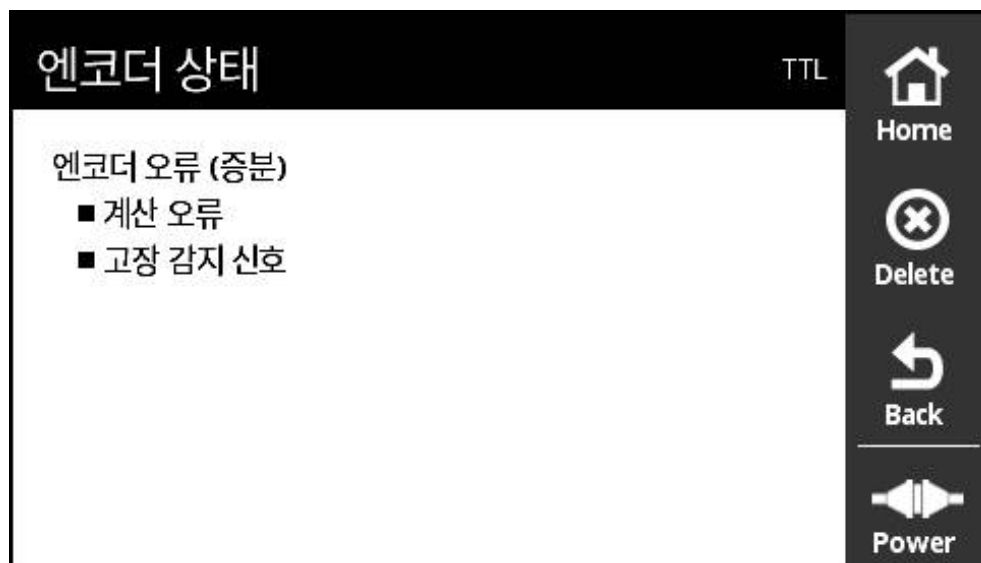 엔코더 상태
TTL
엔코더 오류 (증분)
■ 계산 오류
■ 고장 감지 신호
Home
Delete
Back
Power